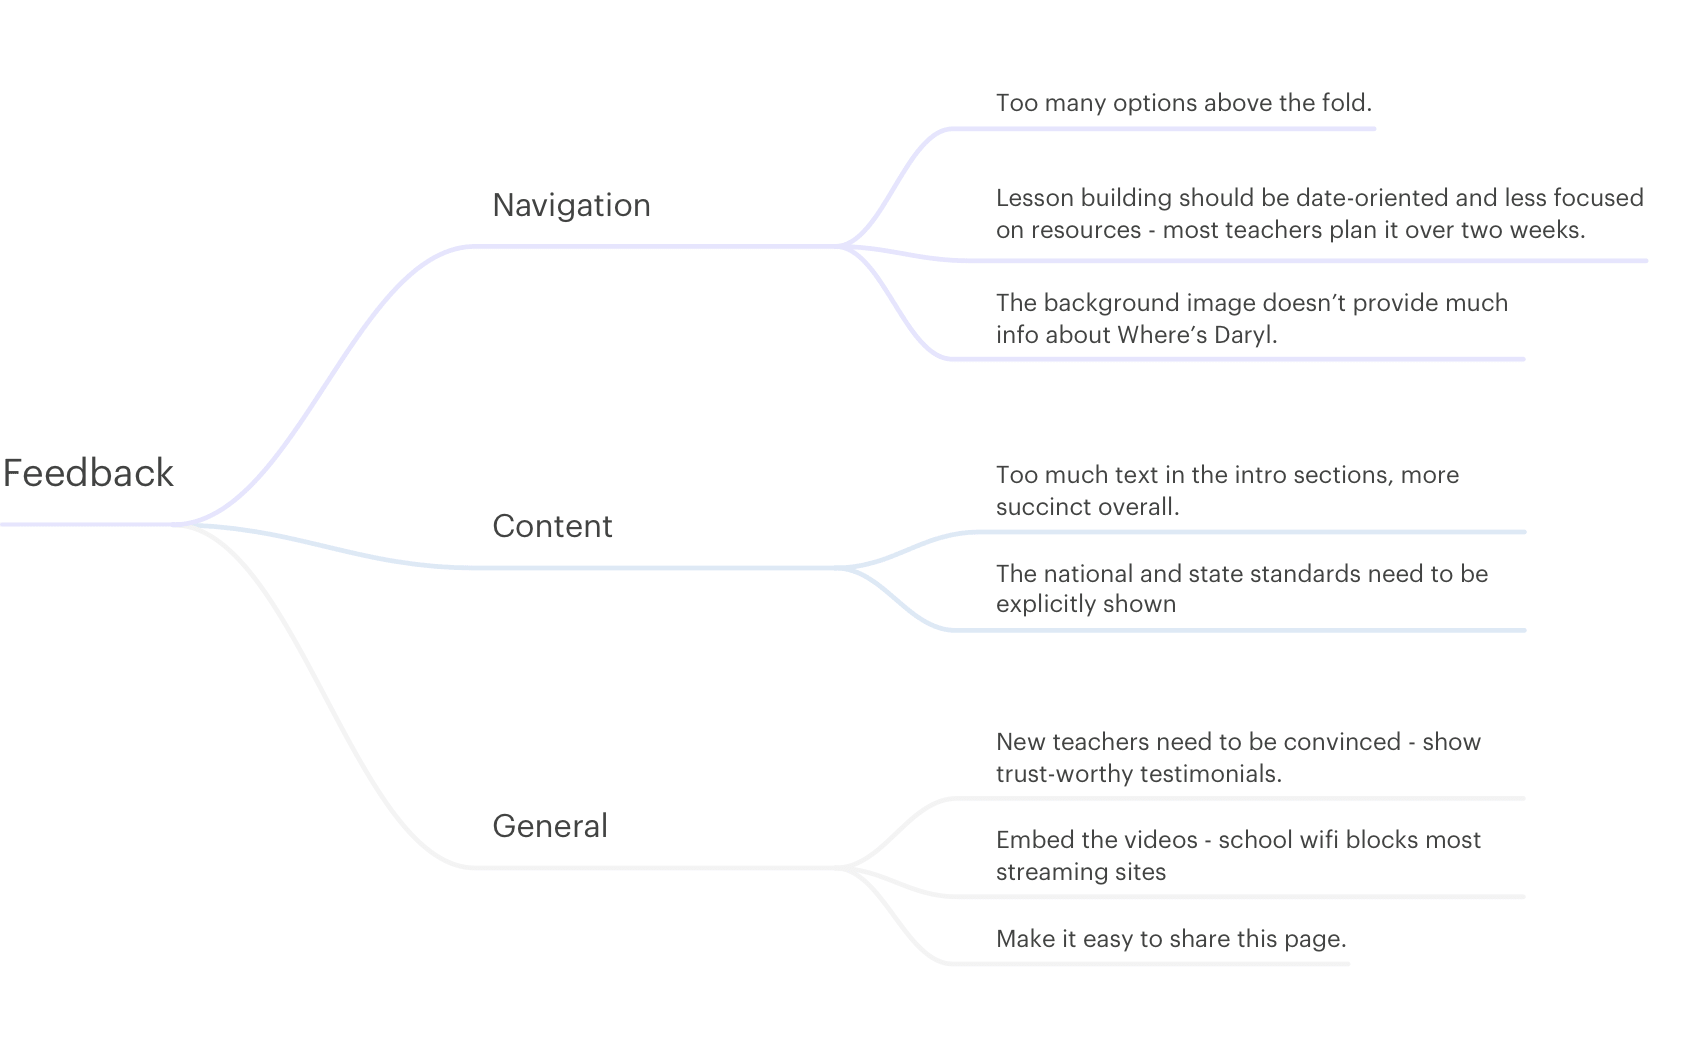 Feedback
Navigation
Too many options above the fold.
Lesson building should be date-oriented and less focused
on resources - most teachers plan it over two weeks.
The background image doesn’t provide much
info about Where’s Daryl.
Content
Too much text in the intro sections, more
succinct overall.
The national and state standards need to be
explicitly shown
General
New teachers need to be convinced - show
trust-worthy testimonials.
Embed the videos - school wifi blocks most
streaming sites
Make it easy to share this page.